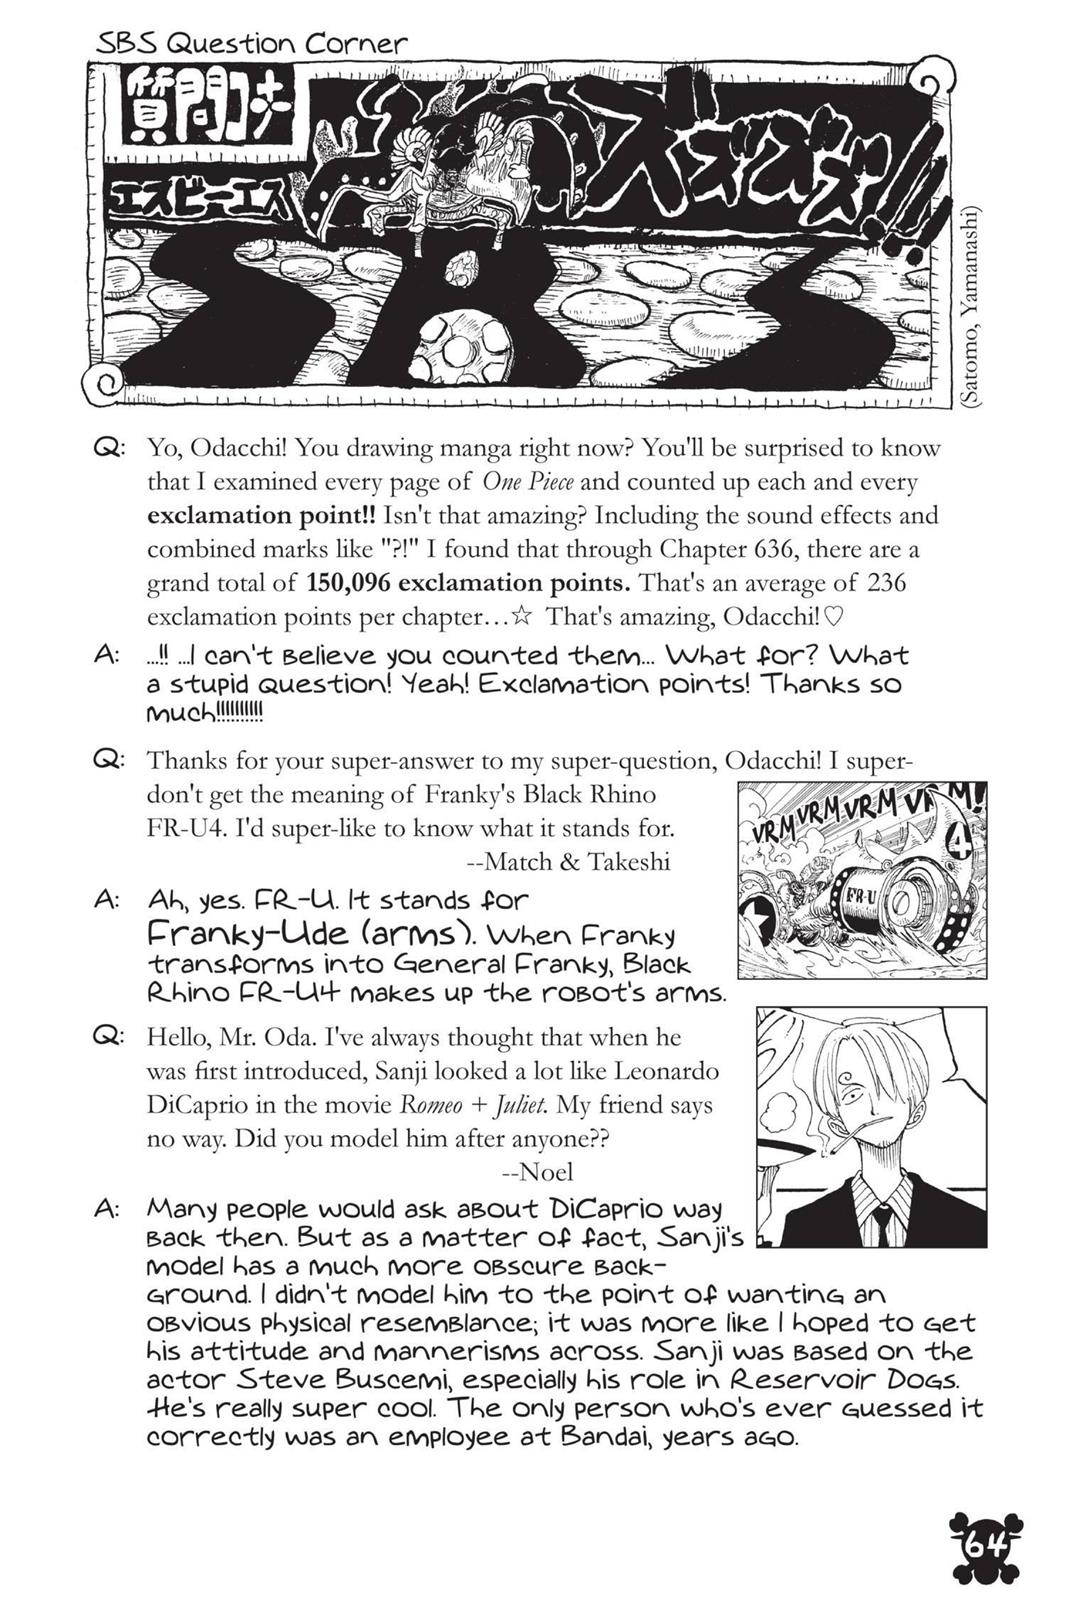 SBS Question Corner
質問コーナー
エスビーエス
ズズズズ!!!
SBS
(Satomo, Yamanashi)
Q: Yo, Odacchi! You drawing manga right now? You'll be surprised to know
that I examined every page of One Piece and counted up each and every
exclamation point!! Isn't that amazing? Including the sound effects and
combined marks like "?!" I found that through Chapter 636, there are a
grand total of 150,096 exclamation points. That's an average of 236
exclamation points per chapter…☆ That's amazing, Odacchi!♡
A: ...!! ...I can't believe you counted them... What for? What
a stupid question! Yeah! Exclamation points! Thanks so
much!!!!!!!!!!
Q: Thanks for your super-answer to my super-question, Odacchi! I super-
don't get the meaning of Franky's Black Rhino
FR-U4. I'd super-like to know what it stands for.
--Match & Takeshi
VRM VRM VRM VRM VRM!!
4
FR-U
A: Ah, yes. FR-U. It stands for
Franky-Ude (arms). When Franky
transforms into General Franky, Black
Rhino FR-U4 makes up the robot's arms.
Q: Hello, Mr. Oda. I've always thought that when he
was first introduced, Sanji looked a lot like Leonardo
DiCaprio in the movie Romeo + Juliet. My friend says
no way. Did you model him after anyone??
--Noel
A: Many people would ask about DiCaprio way
back then. But as a matter of fact, Sanji's
model has a much more obscure back-
ground. I didn't model him to the point of wanting an
obvious physical resemblance; it was more like I hoped to get
his attitude and mannerisms across. Sanji was based on the
actor Steve Buscemi, especially his role in Reservoir Dogs.
He's really super cool. The only person who's ever guessed it
correctly was an employee at Bandai, years ago.
64